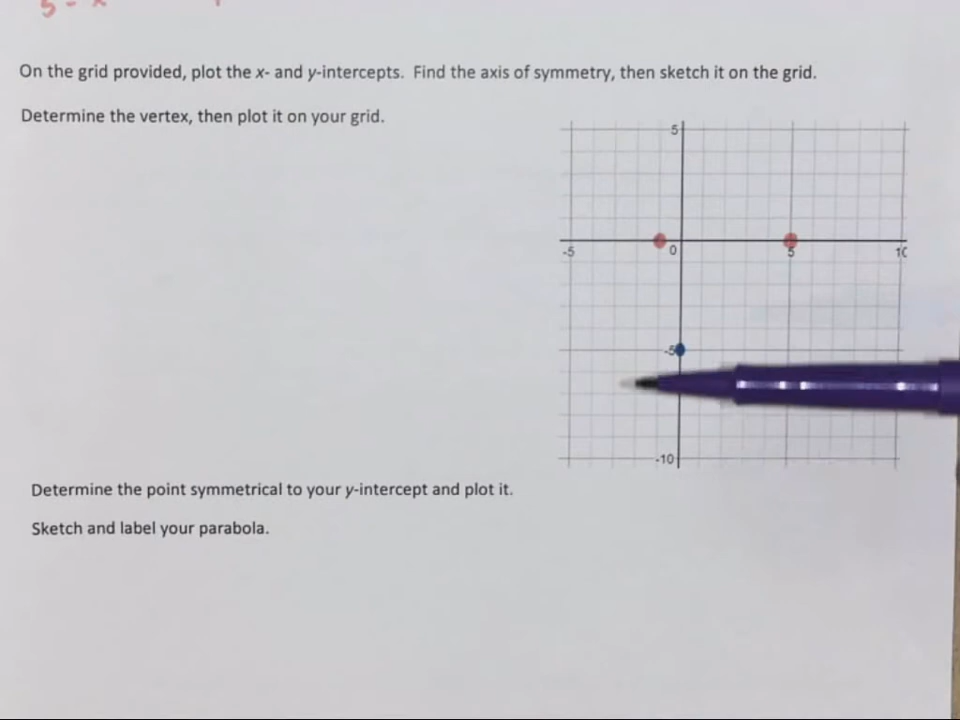 On the grid provided, plot the x- and y-intercepts. Find the axis of symmetry, then sketch it on the grid.
Determine the vertex, then plot it on your grid.
5
-5 0 5 10
-5
-10
Determine the point symmetrical to your y-intercept and plot it.
Sketch and label your parabola.